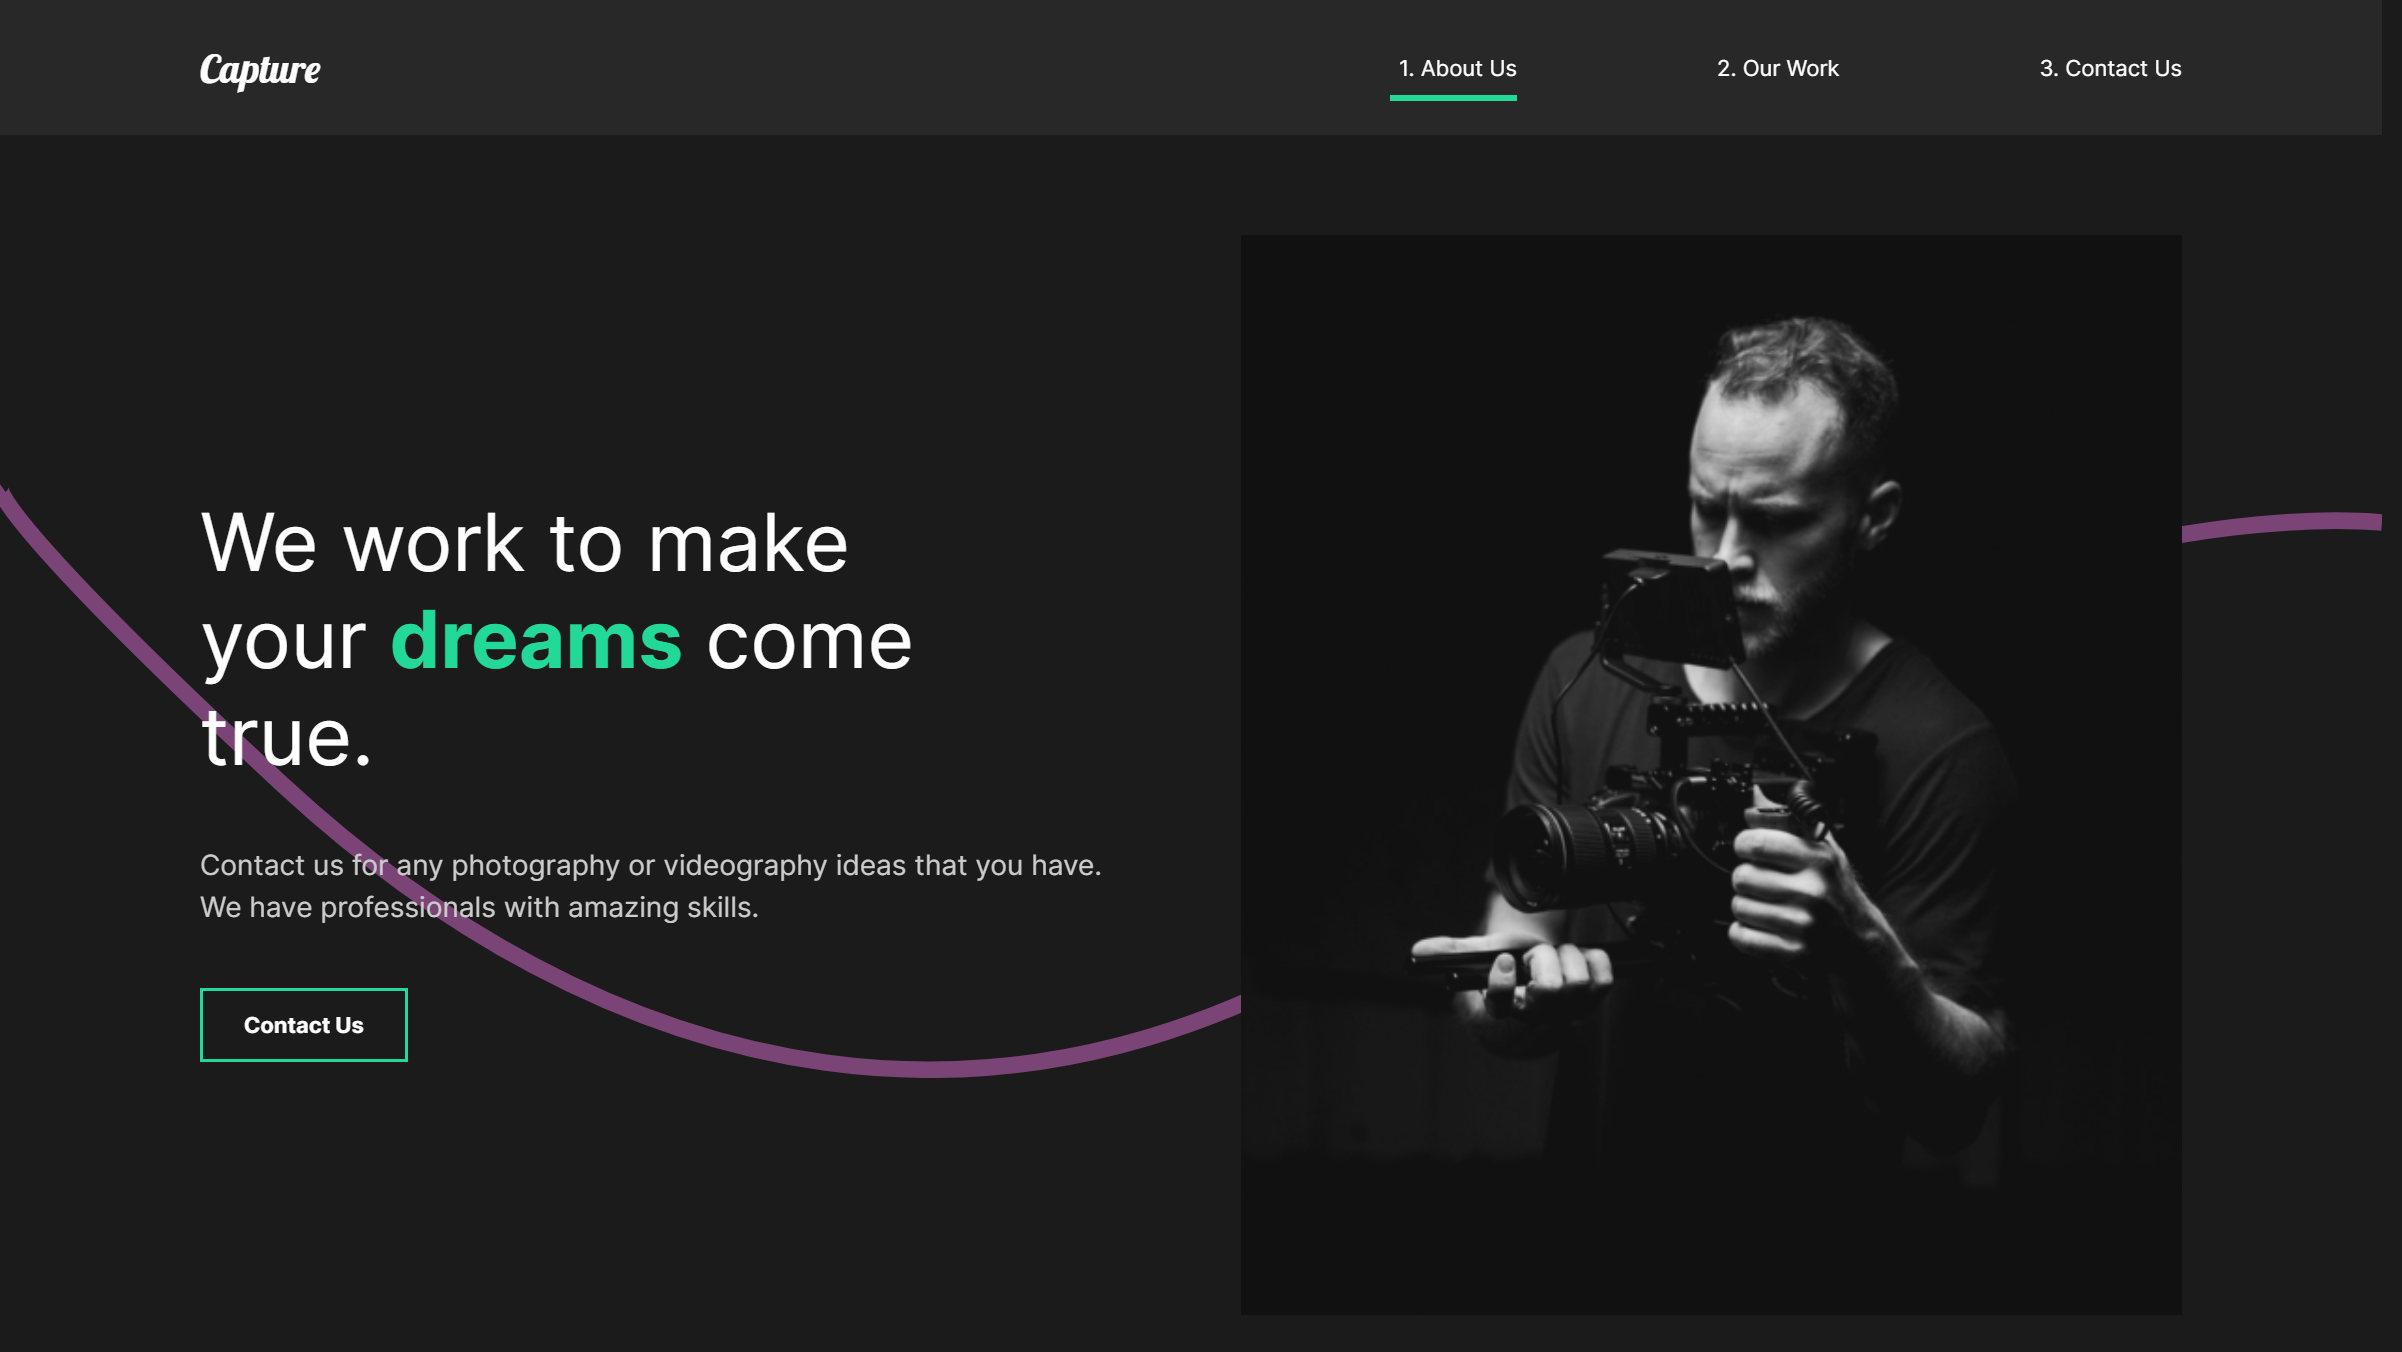 Capture
1. About Us
2. Our Work
3. Contact Us
We work to make
your dreams come
true.
Contact us for any photography or videography ideas that you have.
We have professionals with amazing skills.
Contact Us